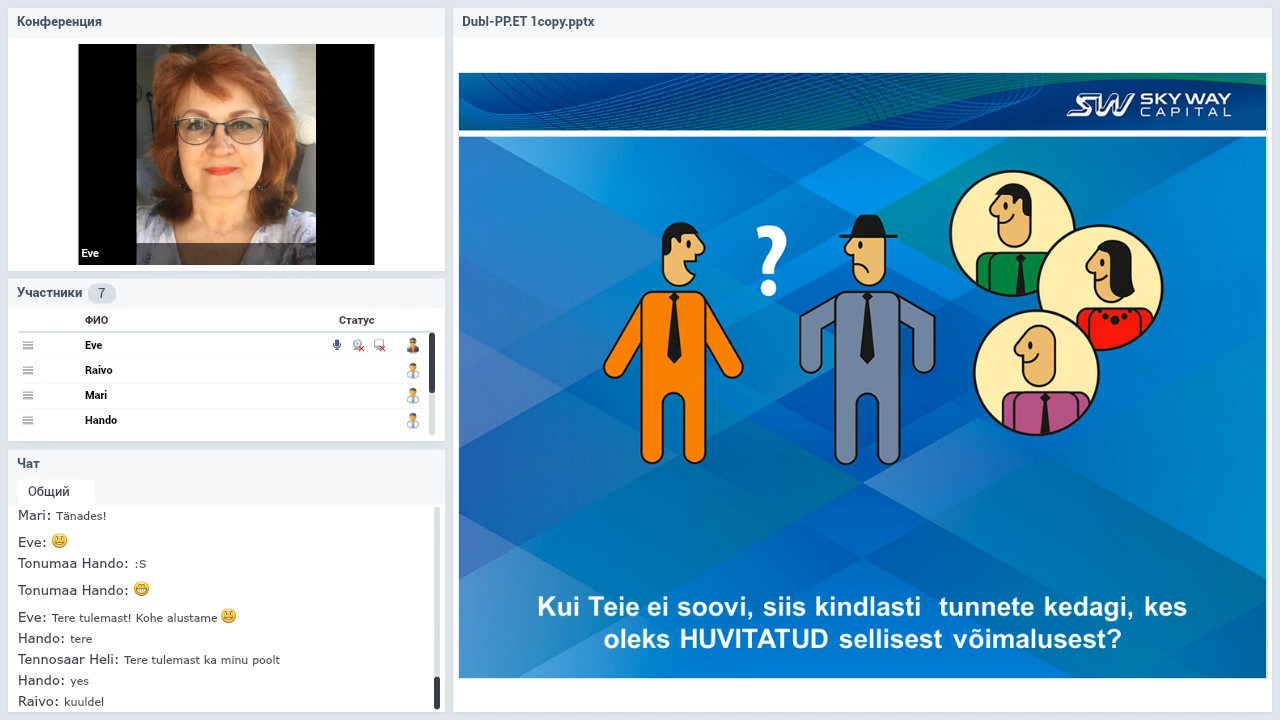 Конференция
Eve
Участники 7
ФИО Статус
Eve
Raivo
Mari
Hando
Чат
Общий
Mari: Tänades!
Eve:
Tonumaa Hando: :S
Tonumaa Hando:
Eve: Tere tulemast! Kohe alustame
Hando: tere
Tennosaar Heli: Tere tulemast ka minu poolt
Hando: yes
Raivo: kuuldel
Dubl-PP.ET 1copy.pptx
SW SKY WAY
CAPITAL
?
Kui Teie ei soovi, siis kindlasti tunnete kedagi, kes
oleks HUVITATUD sellisest võimalusest?